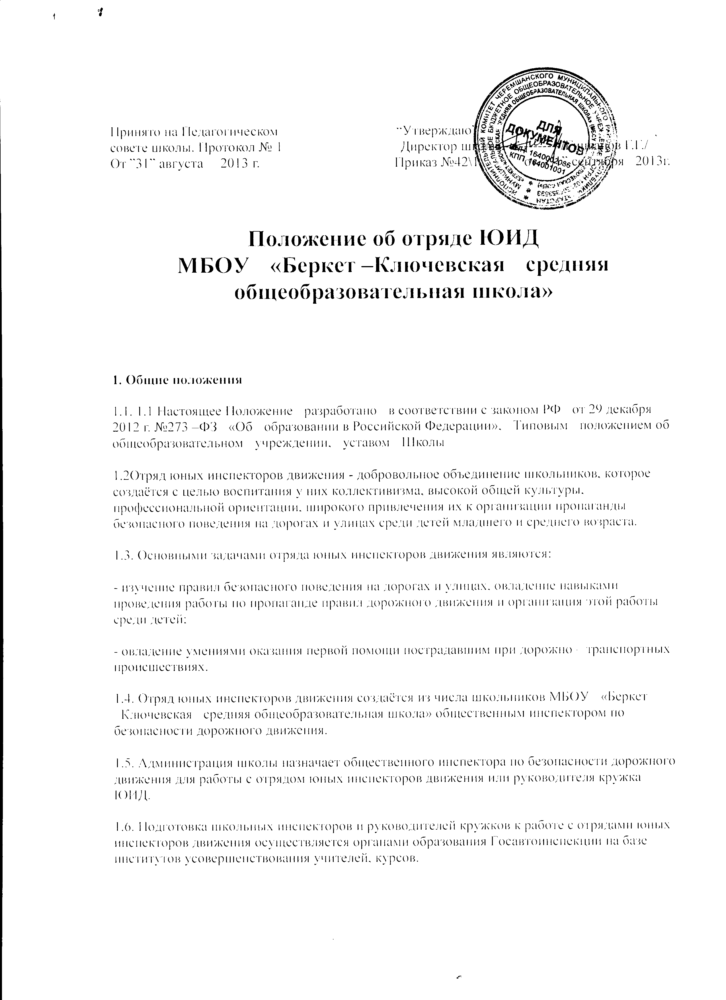 Принято на Педагогическом
совете школы. Протокол № 1
От "31" августа 2013 г.
"Утверждаю"
Директор Г.Г./
Приказ №42\1 сентября 2013г.
ИСПОЛНИТЕЛЬНЫЙ КОМИТЕТ ЧЕРЕМШАНСКОГО МУНИЦИПАЛЬНОГО РАЙОНА РЕСПУБЛИКИ ТАТАРСТАН
МУНИЦИПАЛЬНОЕ БЮДЖЕТНОЕ ОБЩЕОБРАЗОВАТЕЛЬНОЕ УЧРЕЖДЕНИЕ
СРЕДНЯЯ ОБЩЕОБРАЗОВАТЕЛЬНАЯ ШКОЛА»
ДЛЯ
ДОКУМЕНТОВ
ИНН 1640002086
КПП 164001001
Положение об отряде ЮИД
МБОУ «Беркет –Ключевская средняя
общеобразовательная школа»
1. Общие положения
1.1. 1.1 Настоящее Положение разработано в соответствии с законом РФ от 29 декабря
2012 г. №273 –ФЗ «Об образовании в Российской Федерации», Типовым положением об
общеобразовательном учреждении, уставом Школы
1.2Отряд юных инспекторов движения - добровольное объединение школьников, которое
создаётся с целью воспитания у них коллективизма, высокой общей культуры,
профессиональной ориентации, широкого привлечения их к организации пропаганды
безопасного поведения на дорогах и улицах среди детей младшего и среднего возраста.
1.3. Основными задачами отряда юных инспекторов движения являются:
- изучение правил безопасного поведения на дорогах и улицах, овладение навыками
проведения работы по пропаганде правил дорожного движения и организация этой работы
среди детей;
- овладение умениями оказания первой помощи пострадавшим при дорожно - транспортных
происшествиях.
1.4. Отряд юных инспекторов движения создаётся из числа школьников МБОУ «Беркет
Ключевская средняя общеобразовательная школа» общественным инспектором по
безопасности дорожного движения.
1.5. Администрация школы назначает общественного инспектора по безопасности дорожного
движения для работы с отрядом юных инспекторов движения или руководителя кружка
ЮИД.
1.6. Подготовка школьных инспекторов и руководителей кружков к работе с отрядами юных
инспекторов движения осуществляется органами образования Госавтоинспекции на базе
институтов усовершенствования учителей, курсов.